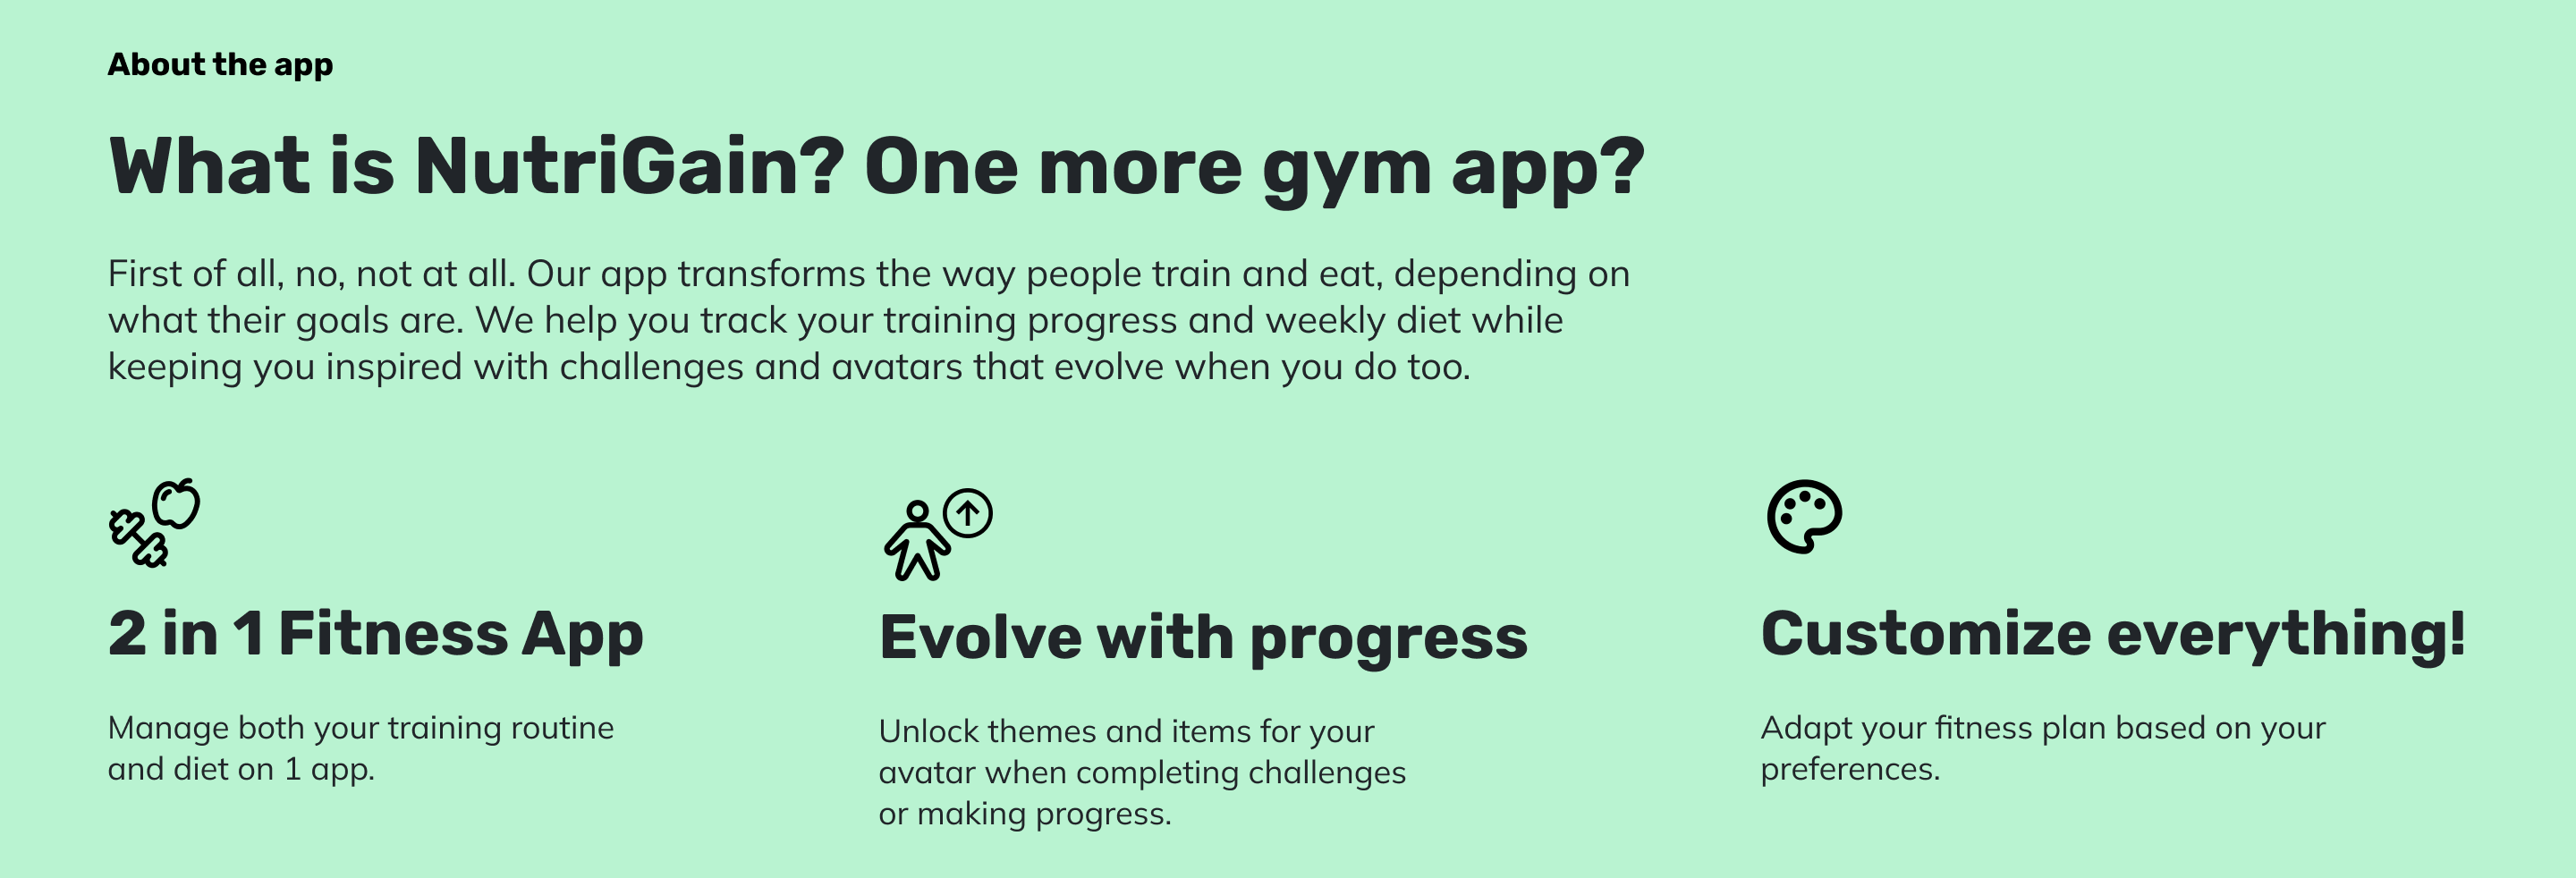 About the app
What is NutriGain? One more gym app?
First of all, no, not at all. Our app transforms the way people train and eat, depending on
what their goals are. We help you track your training progress and weekly diet while
keeping you inspired with challenges and avatars that evolve when you do too.
2 in 1 Fitness App
Manage both your training routine
and diet on 1 app.
Evolve with progress
Unlock themes and items for your
avatar when completing challenges
or making progress.
Customize everything!
Adapt your fitness plan based on your
preferences.